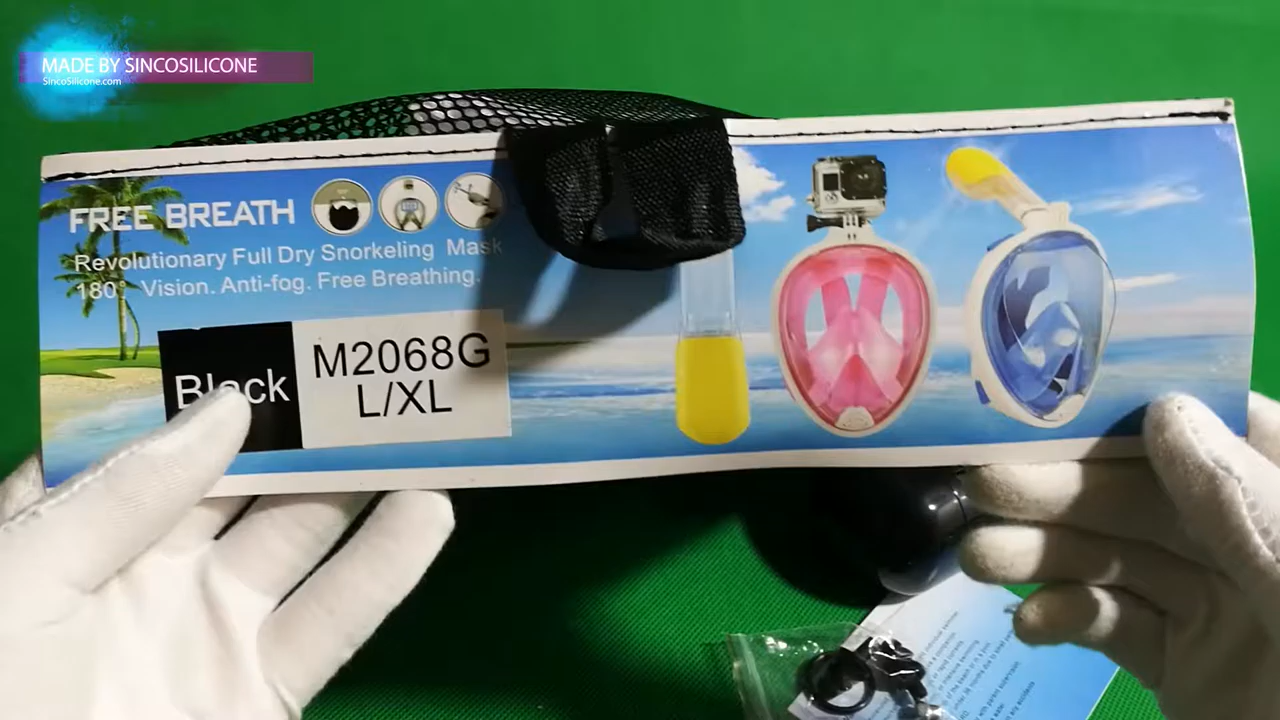 MADE BY SINCOSILICONE
SincoSilicone.com
FREE BREATH
Revolutionary Full Dry Snorkeling Mask
180° Vision. Anti-fog. Free Breathing.
Black
M2068G
L/XL